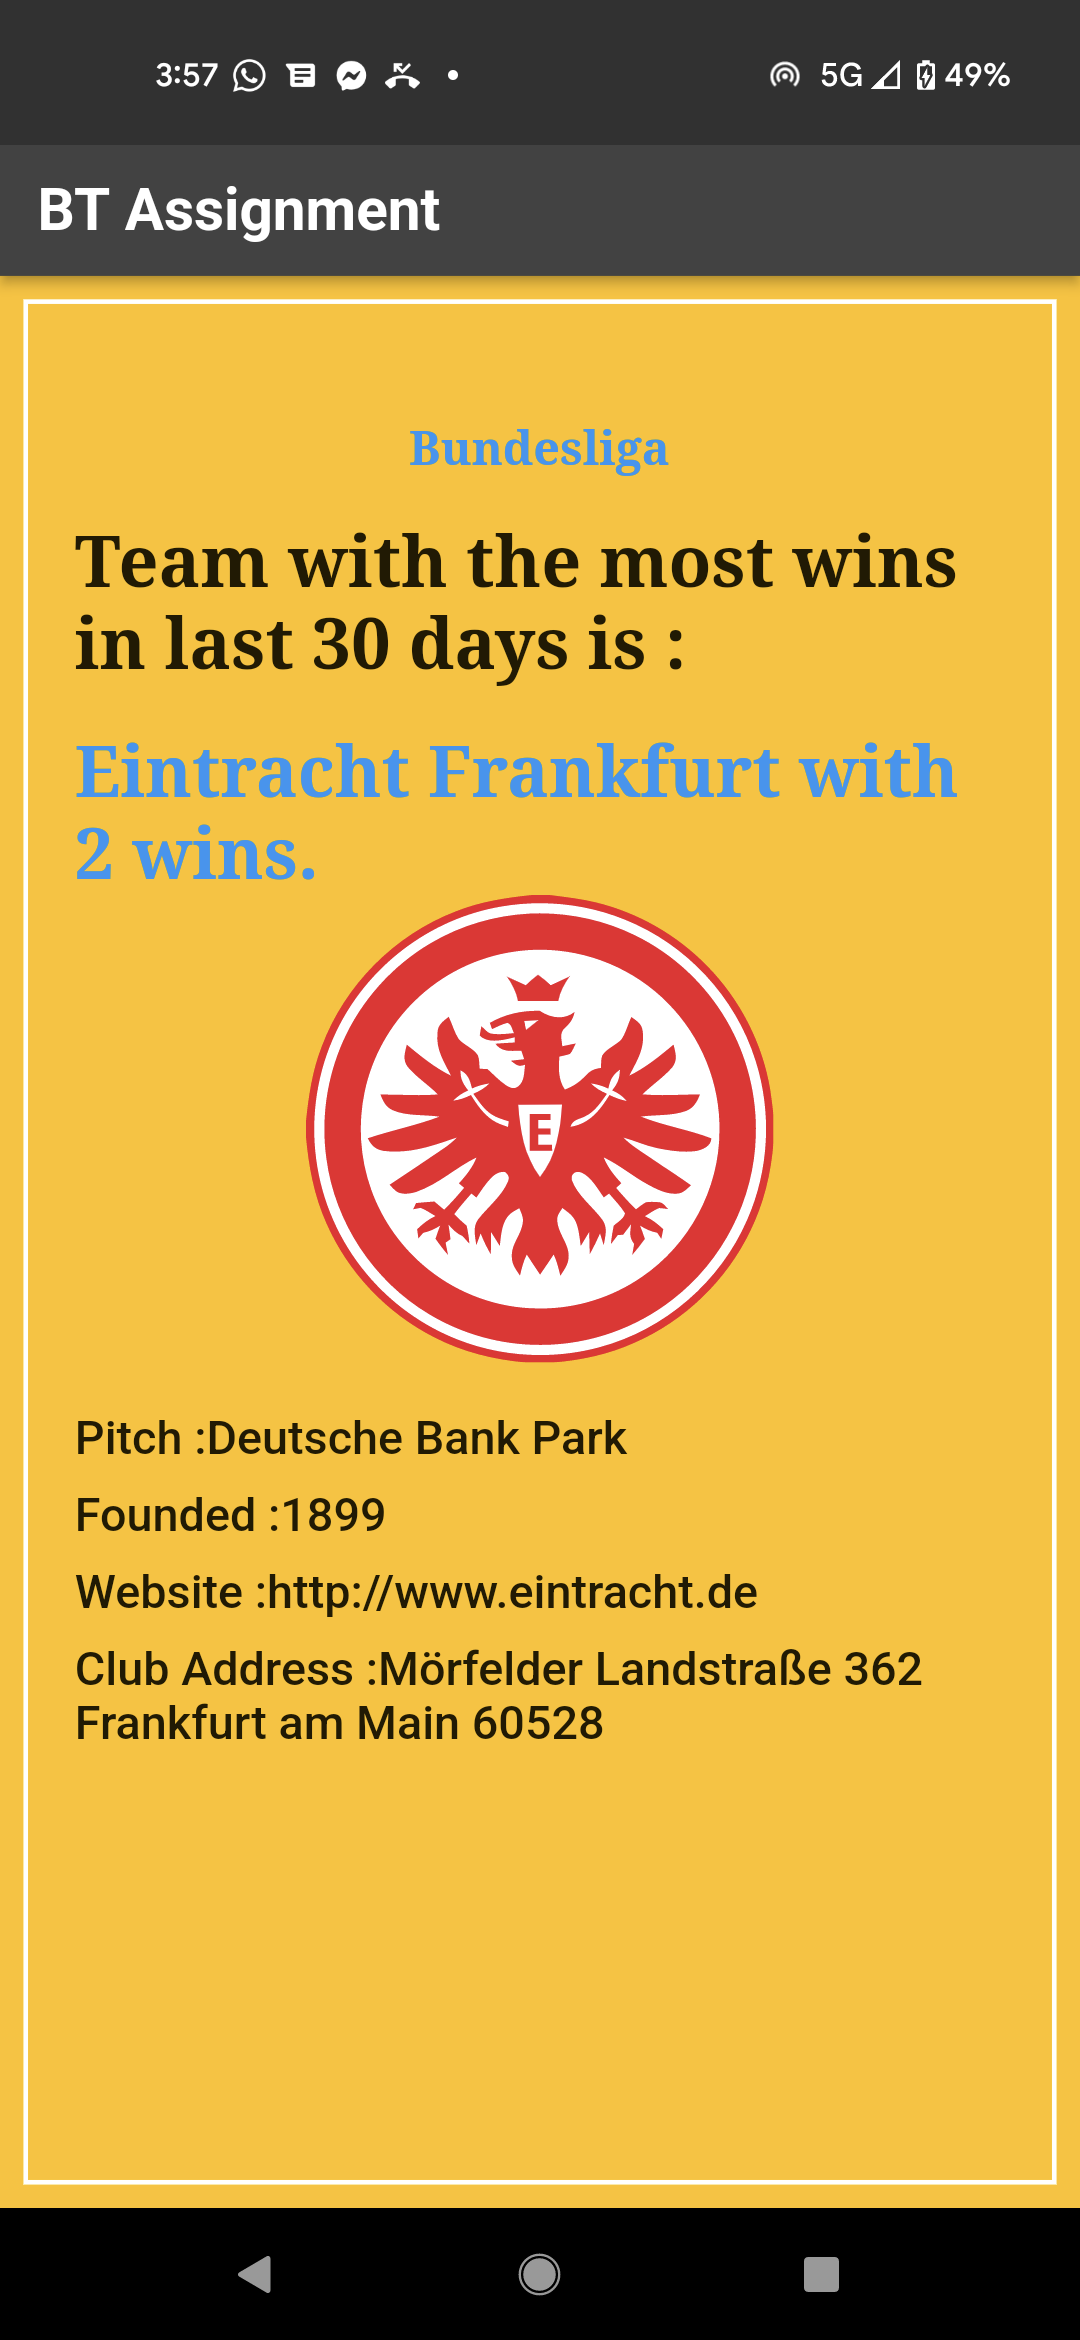 3:57 5G 49%
BT Assignment
Bundesliga
Team with the most wins
in last 30 days is :
Eintracht Frankfurt with
2 wins.
E
Pitch :Deutsche Bank Park
Founded :1899
Website :http://www.eintracht.de
Club Address :Mörfelder Landstraße 362
Frankfurt am Main 60528